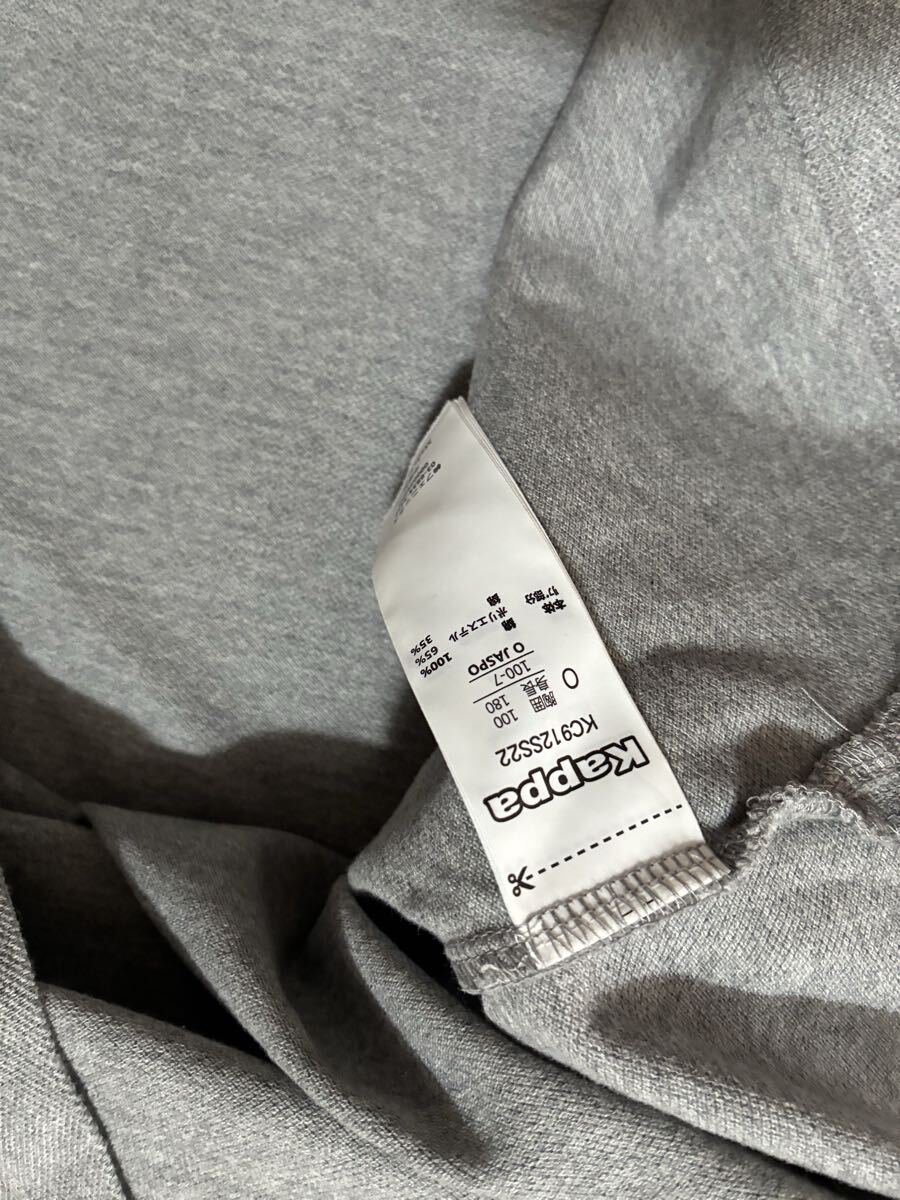 Kappa
KC912SS22
O
胸囲 100
身長 180
100-7
O JASPO
本体 綿 100%
ﾘﾌﾞ部分 ポリエステル 65%
綿 35%